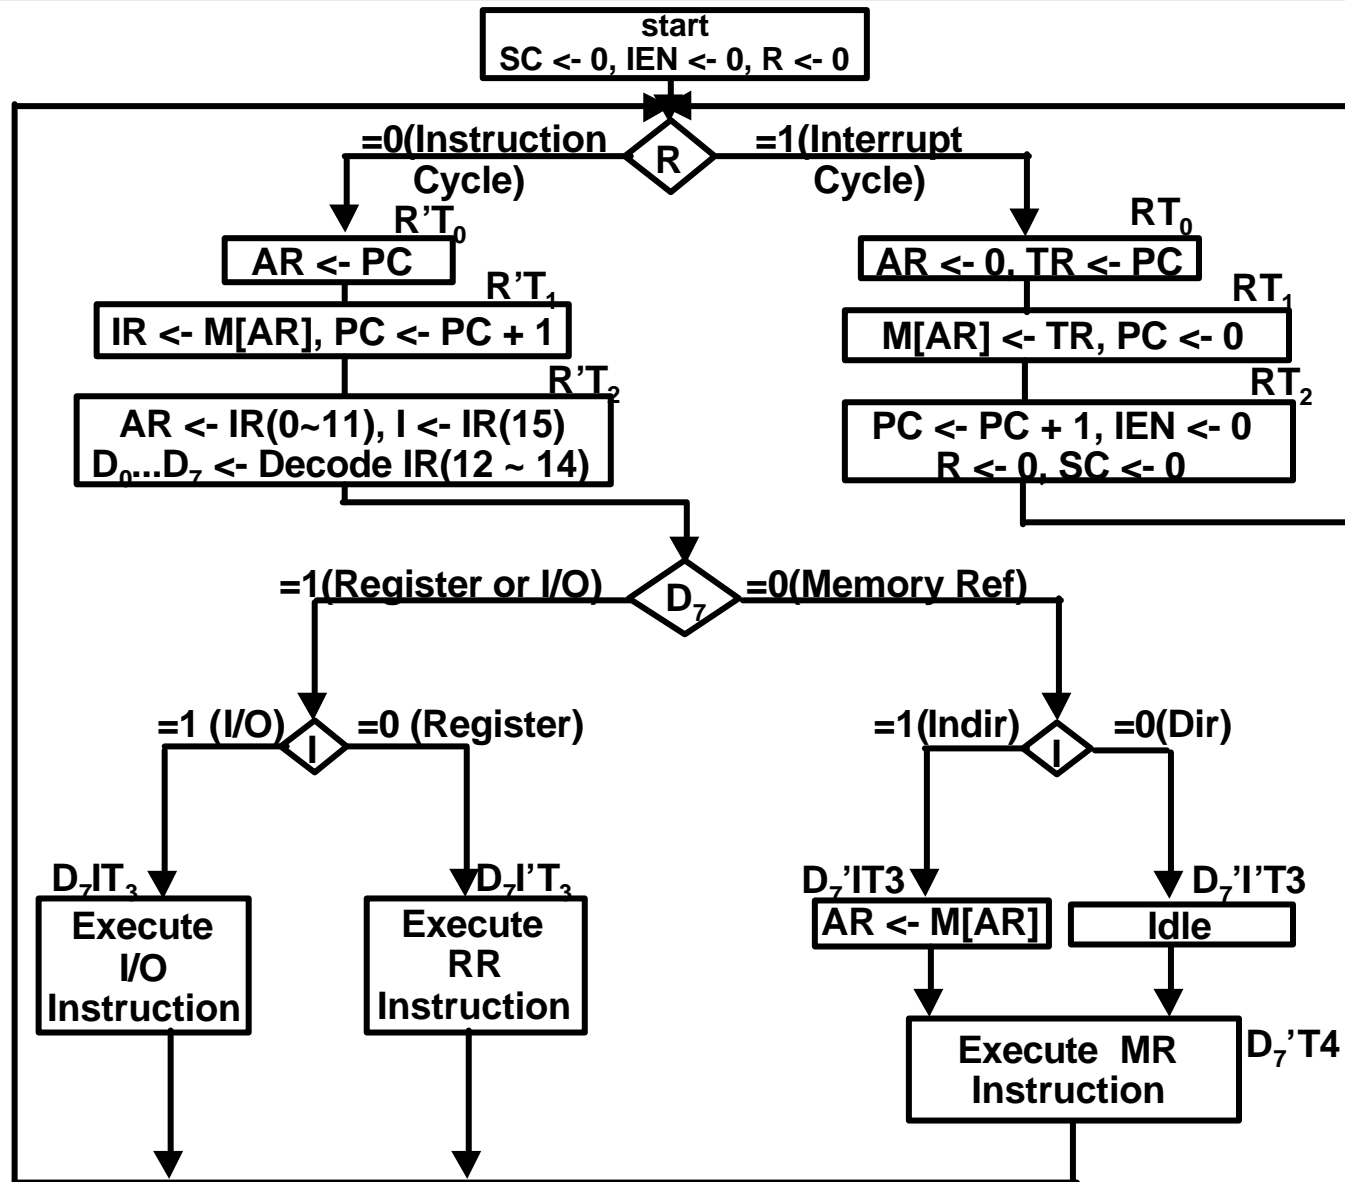 start
SC <- 0, IEN <- 0, R <- 0
=0(Instruction Cycle)
R
=1(Interrupt Cycle)
R’T₀
AR <- PC
R’T₁
IR <- M[AR], PC <- PC + 1
R’T₂
AR <- IR(0~11), I <- IR(15)
D₀...D₇ <- Decode IR(12 ~ 14)
RT₀
AR <- 0, TR <- PC
RT₁
M[AR] <- TR, PC <- 0
RT₂
PC <- PC + 1, IEN <- 0
R <- 0, SC <- 0
=1(Register or I/O)
D₇
=0(Memory Ref)
=1 (I/O)
I
=0 (Register)
=1(Indir)
I
=0(Dir)
D₇IT₃
Execute
I/O
Instruction
D₇I’T₃
Execute
RR
Instruction
D₇’IT3
AR <- M[AR]
D₇’I’T3
Idle
Execute MR
Instruction
D₇’T4